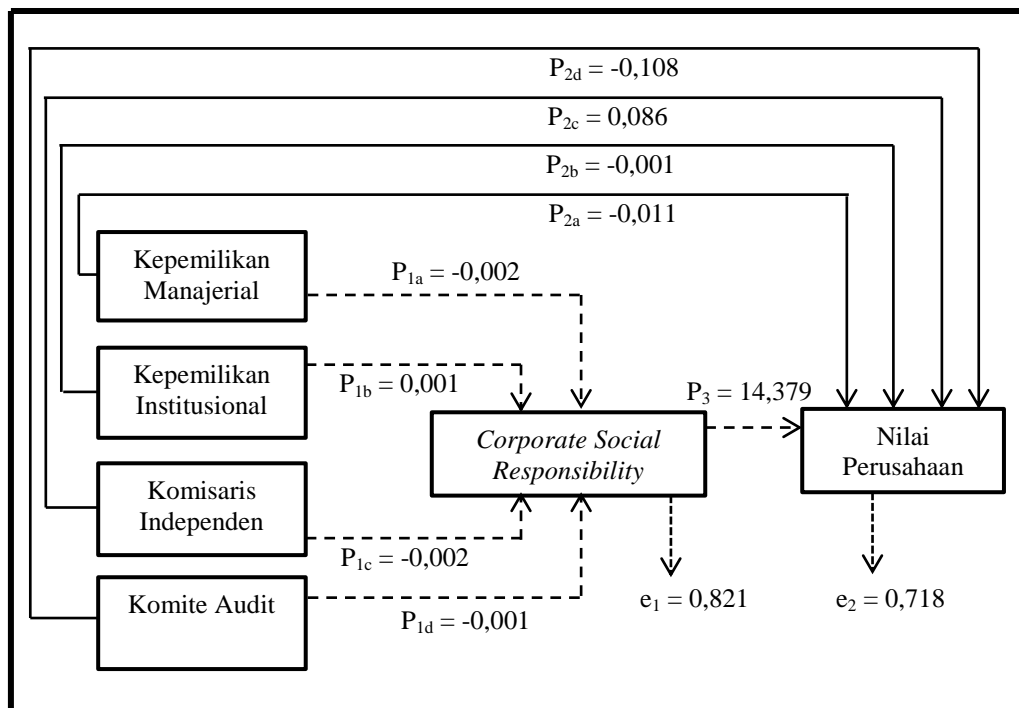 P2d = -0,108
P2c = 0,086
P2b = -0,001
P2a = -0,011
Kepemilikan
Manajerial
P1a = -0,002
Kepemilikan
Institusional
P1b = 0,001
P3 = 14,379
Corporate Social
Responsibility
Nilai
Perusahaan
Komisaris
Independen
P1c = -0,002
Komite Audit
P1d = -0,001
e1 = 0,821
e2 = 0,718